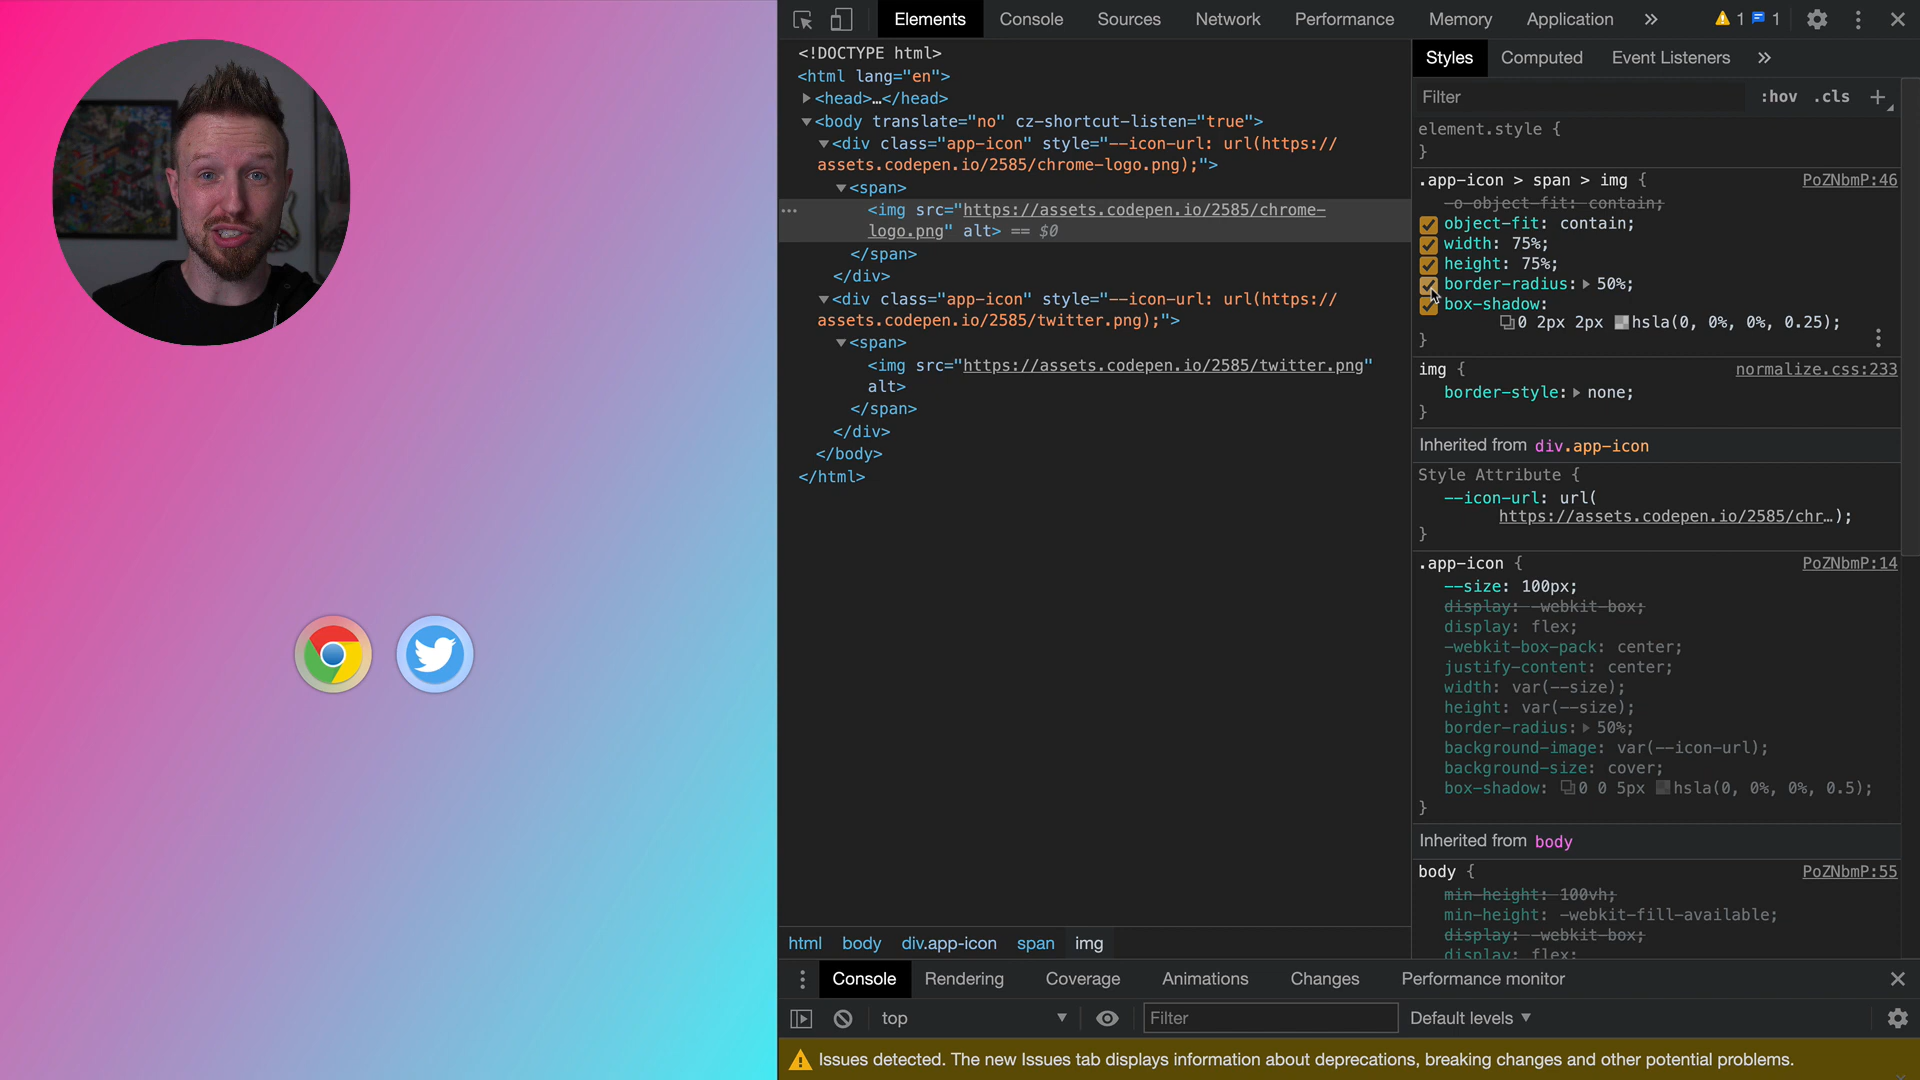 Elements Console Sources Network Performance Memory Application » 1 1
<!DOCTYPE html>
<html lang="en">
<head>…</head>
<body translate="no" cz-shortcut-listen="true">
<div class="app-icon" style="--icon-url: url(https://
assets.codepen.io/2585/chrome-logo.png);">
<span>
<img src="https://assets.codepen.io/2585/chrome-
logo.png" alt> == $0
</span>
</div>
<div class="app-icon" style="--icon-url: url(https://
assets.codepen.io/2585/twitter.png);">
<span>
<img src="https://assets.codepen.io/2585/twitter.png"
alt>
</span>
</div>
</body>
</html>
html body div.app-icon span img
Styles Computed Event Listeners »
Filter :hov .cls +
element.style {
}
.app-icon > span > img { PoZNbmP:46
-o-object-fit: contain;
object-fit: contain;
width: 75%;
height: 75%;
border-radius: 50%;
box-shadow:
0 2px 2px hsla(0, 0%, 0%, 0.25);
}
img { normalize.css:233
border-style: none;
}
Inherited from div.app-icon
Style Attribute {
--icon-url: url(
https://assets.codepen.io/2585/chr…);
}
.app-icon { PoZNbmP:14
--size: 100px;
display: -webkit-box;
display: flex;
-webkit-box-pack: center;
justify-content: center;
width: var(--size);
height: var(--size);
border-radius: 50%;
background-image: var(--icon-url);
background-size: cover;
box-shadow: 0 0 5px hsla(0, 0%, 0%, 0.5);
}
Inherited from body
body { PoZNbmP:55
min-height: 100vh;
min-height: -webkit-fill-available;
display: -webkit-box;
display: flex;
Console Rendering Coverage Animations Changes Performance monitor
top Filter Default levels
Issues detected. The new Issues tab displays information about deprecations, breaking changes and other potential problems.